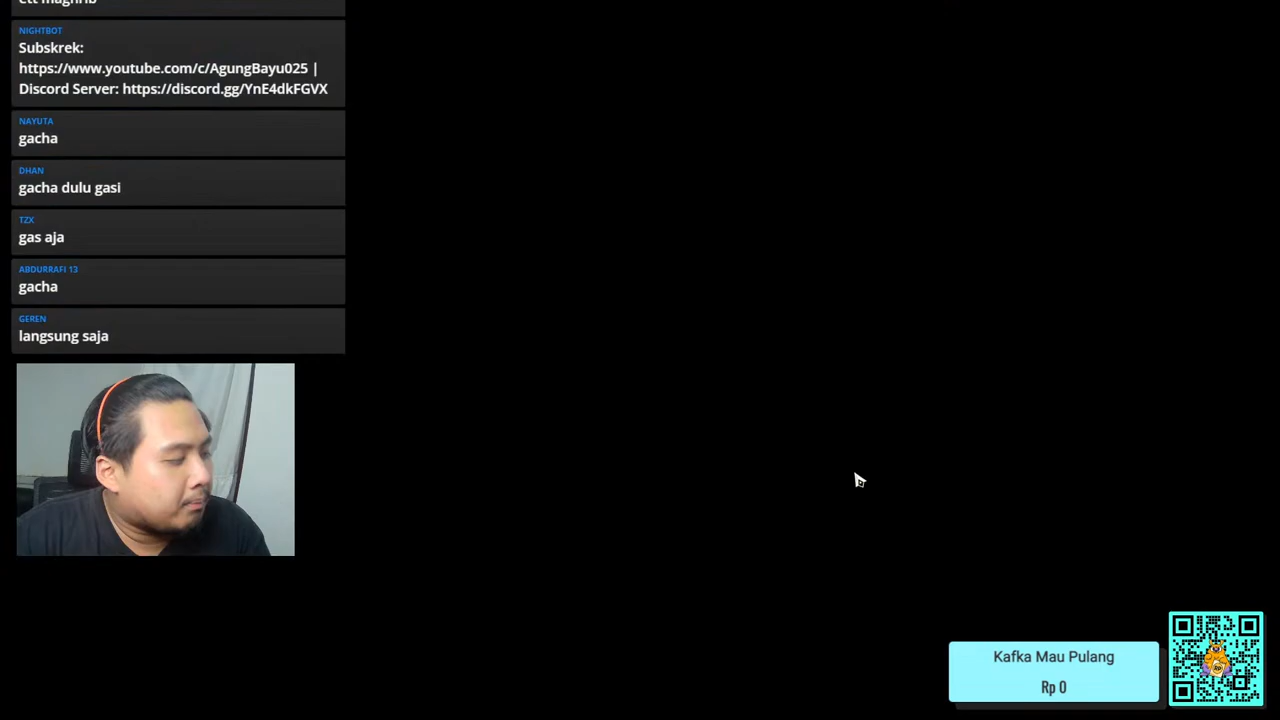 NIGHTBOT
Subskrek:
https://www.youtube.com/c/AgungBayu025 |
Discord Server: https://discord.gg/YnE4dkFGVX
NAYUTA
gacha
DHAN
gacha dulu gasi
TZX
gas aja
ABDURRAFI 13
gacha
GEREN
langsung saja
Kafka Mau Pulang
Rp 0